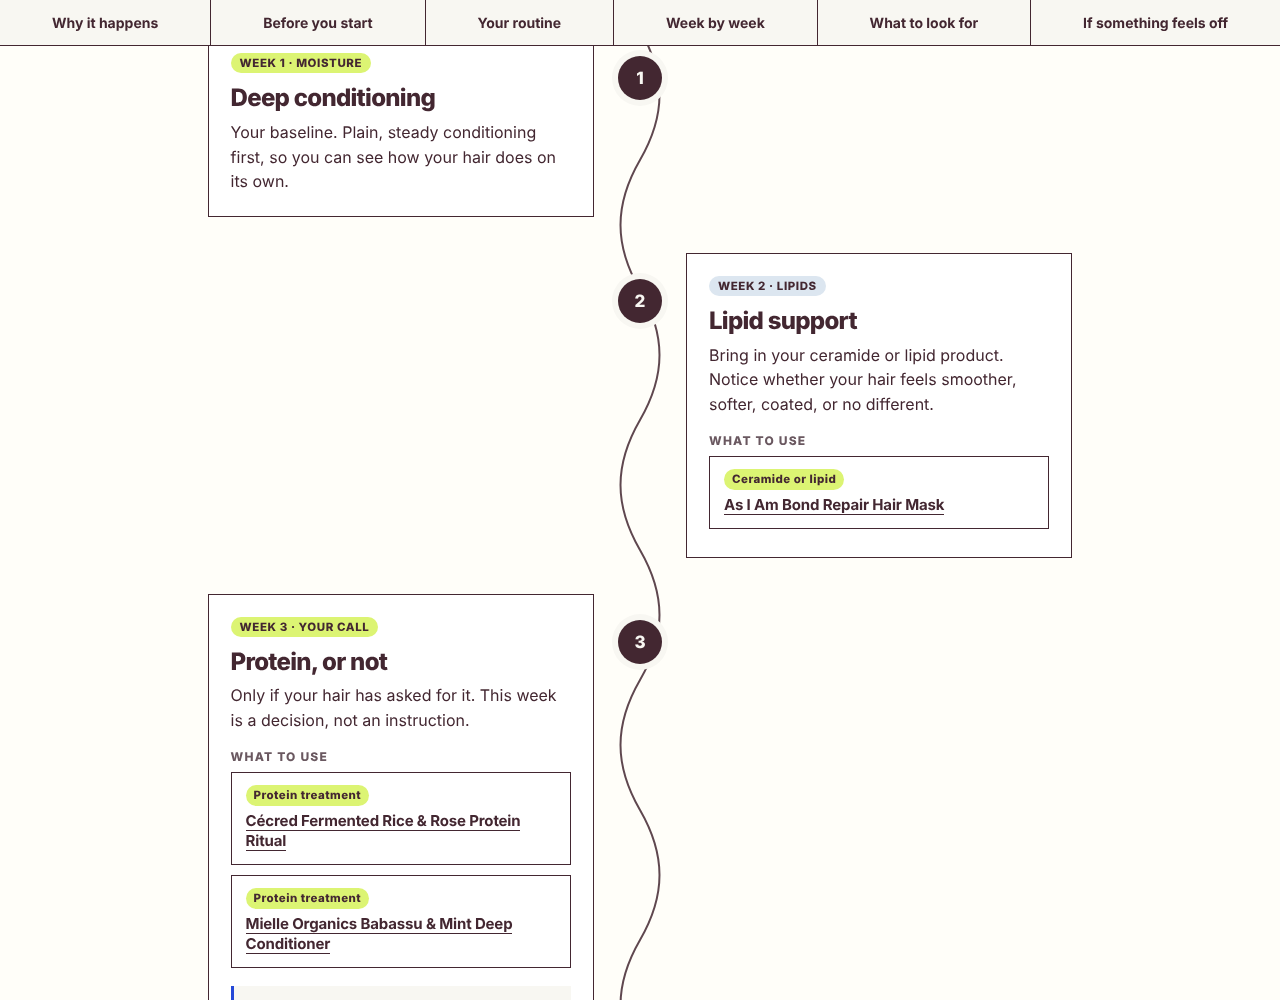 Why it happens
Before you start
Your routine
Week by week
What to look for
If something feels off
WEEK 1 · MOISTURE
Deep conditioning
Your baseline. Plain, steady conditioning
first, so you can see how your hair does on
its own.
1
2
WEEK 2 · LIPIDS
Lipid support
Bring in your ceramide or lipid product.
Notice whether your hair feels smoother,
softer, coated, or no different.
WHAT TO USE
Ceramide or lipid
As I Am Bond Repair Hair Mask
WEEK 3 · YOUR CALL
Protein, or not
Only if your hair has asked for it. This week
is a decision, not an instruction.
WHAT TO USE
Protein treatment
Cécred Fermented Rice & Rose Protein
Ritual
Protein treatment
Mielle Organics Babassu & Mint Deep
Conditioner
3